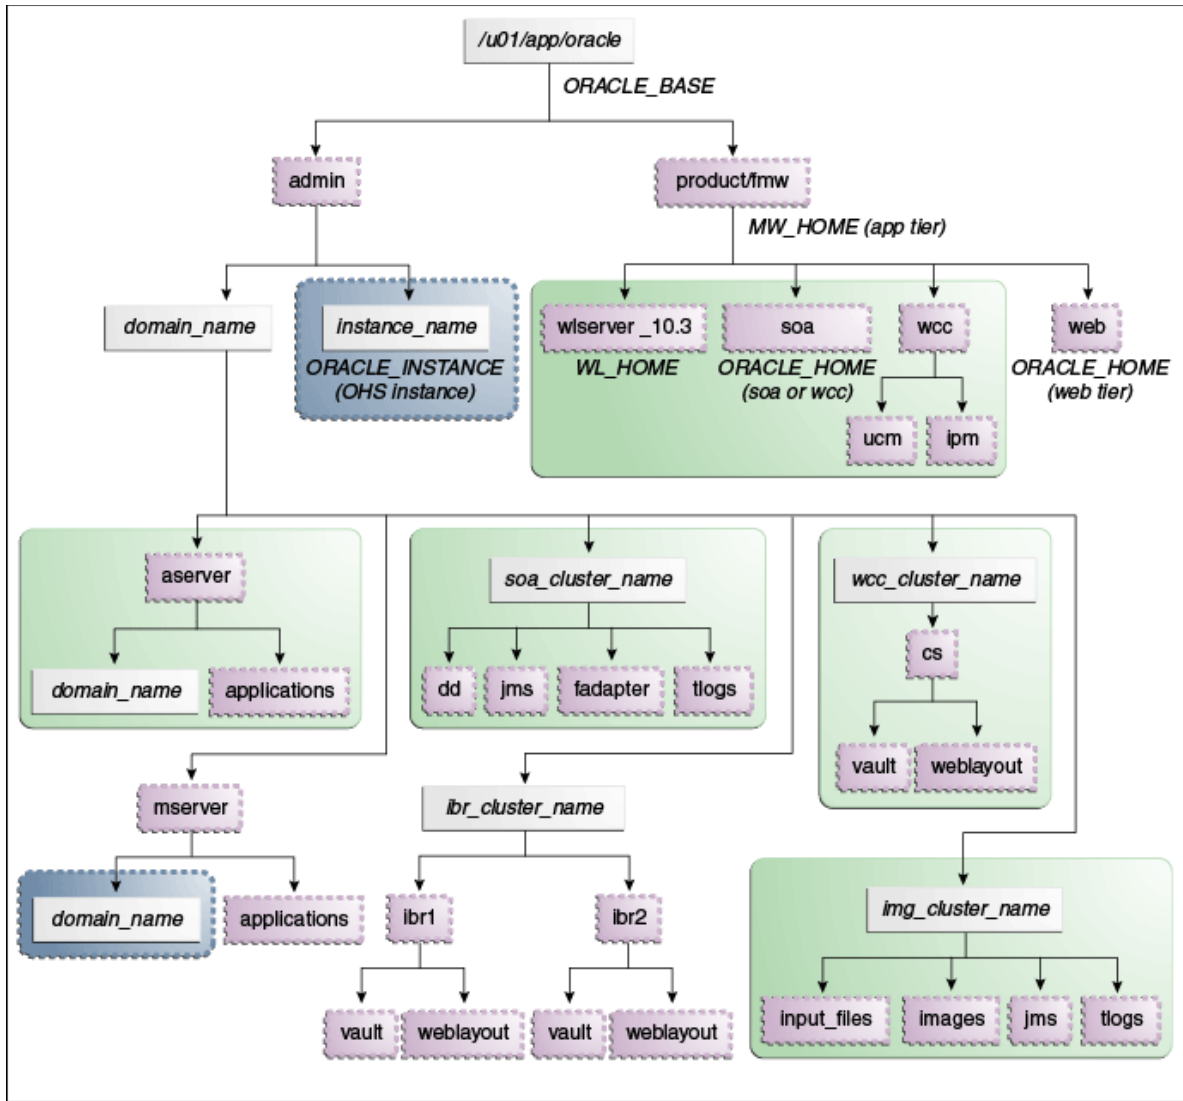 /u01/app/oracle
ORACLE_BASE
admin
product/fmw
MW_HOME (app tier)
domain_name
instance_name
ORACLE_INSTANCE
(OHS instance)
wlserver _10.3
WL_HOME
soa
ORACLE_HOME
(soa or wcc)
wcc
web
ORACLE_HOME
(web tier)
ucm
ipm
aserver
domain_name
applications
soa_cluster_name
dd
jms
fadapter
tlogs
wcc_cluster_name
cs
vault
weblayout
mserver
domain_name
applications
ibr_cluster_name
ibr1
ibr2
vault
weblayout
vault
weblayout
img_cluster_name
input_files
images
jms
tlogs